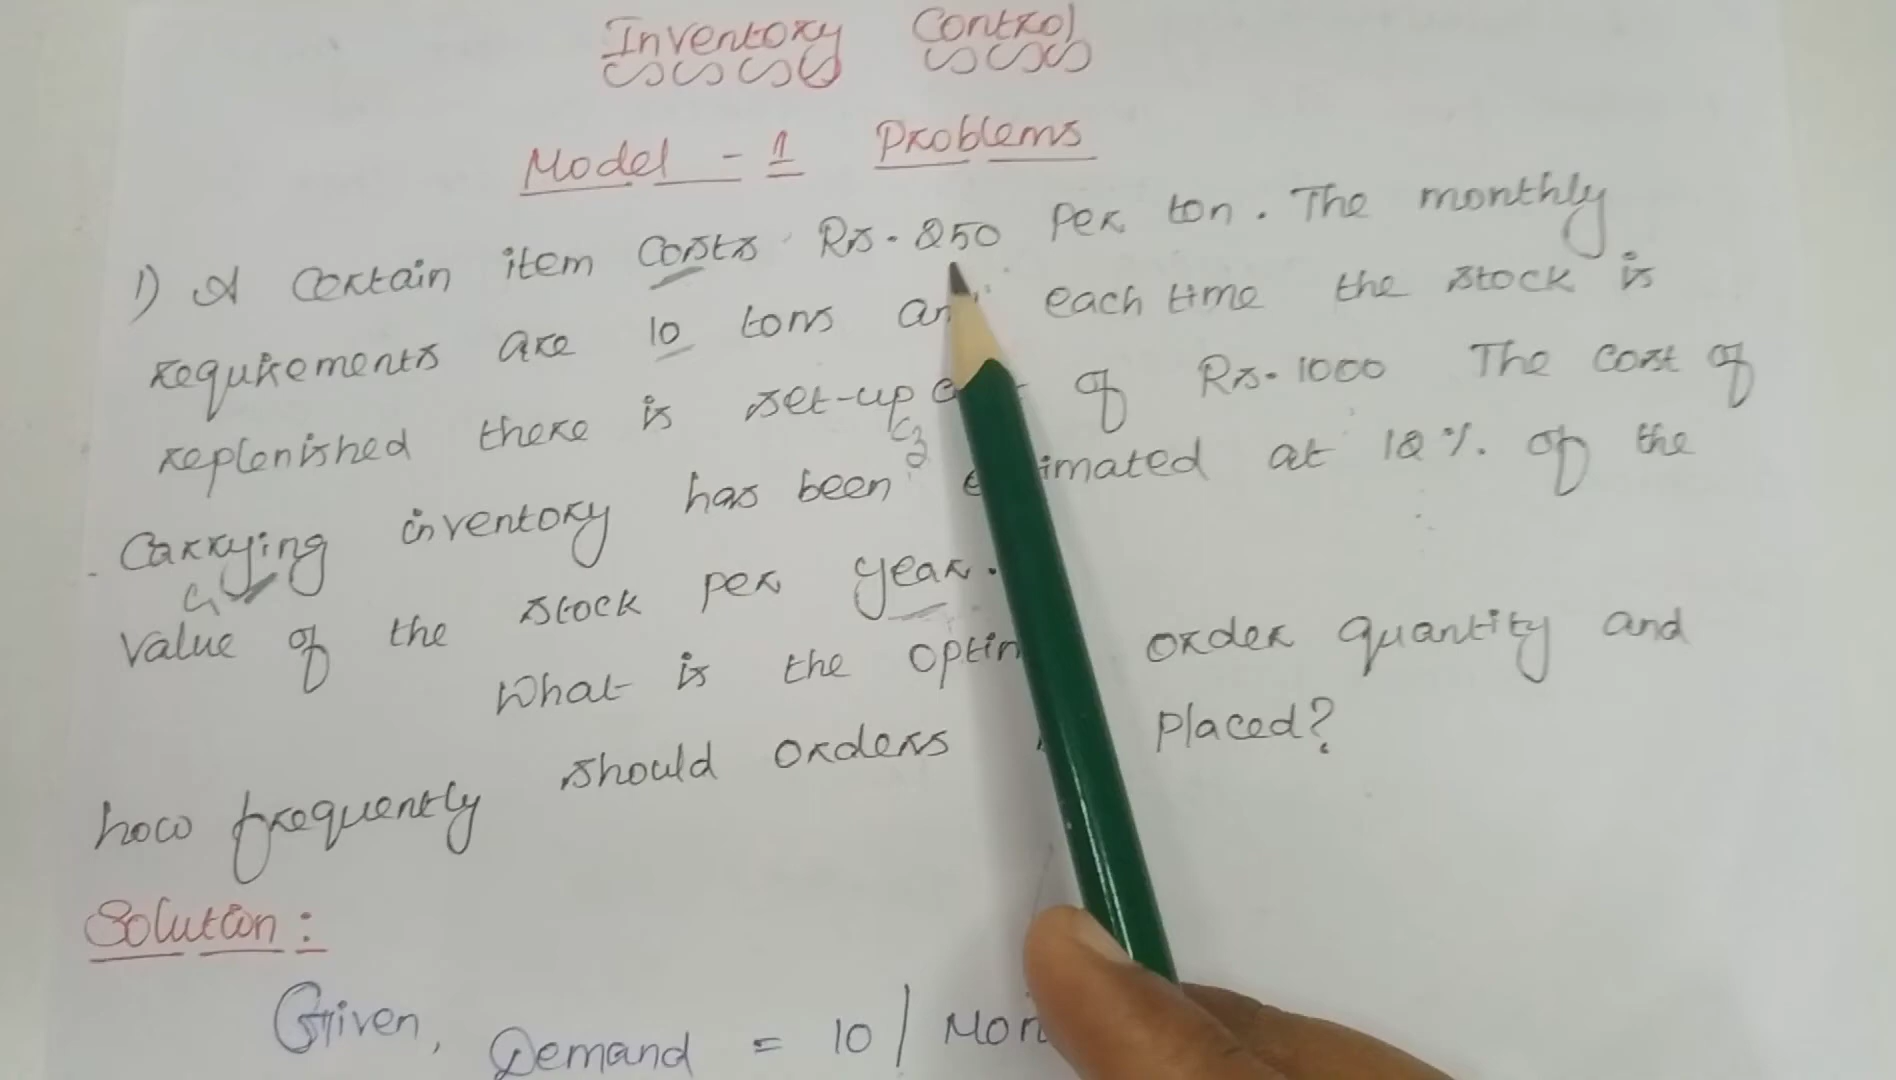 Inventory Control
Model - 1 Problems
1) A Certain item costs Rs. 250 per ton. The monthly
requirements are 10 tons each time the stock is
replenished there is set-up of Rs. 1000 The cost of
C3
Carrying inventory has been estimated at 12 %. of the
C1
Value of the stock per year.
What is the order quantity and
how frequently should orders placed?
Solution :
Given, Demand = 10 /